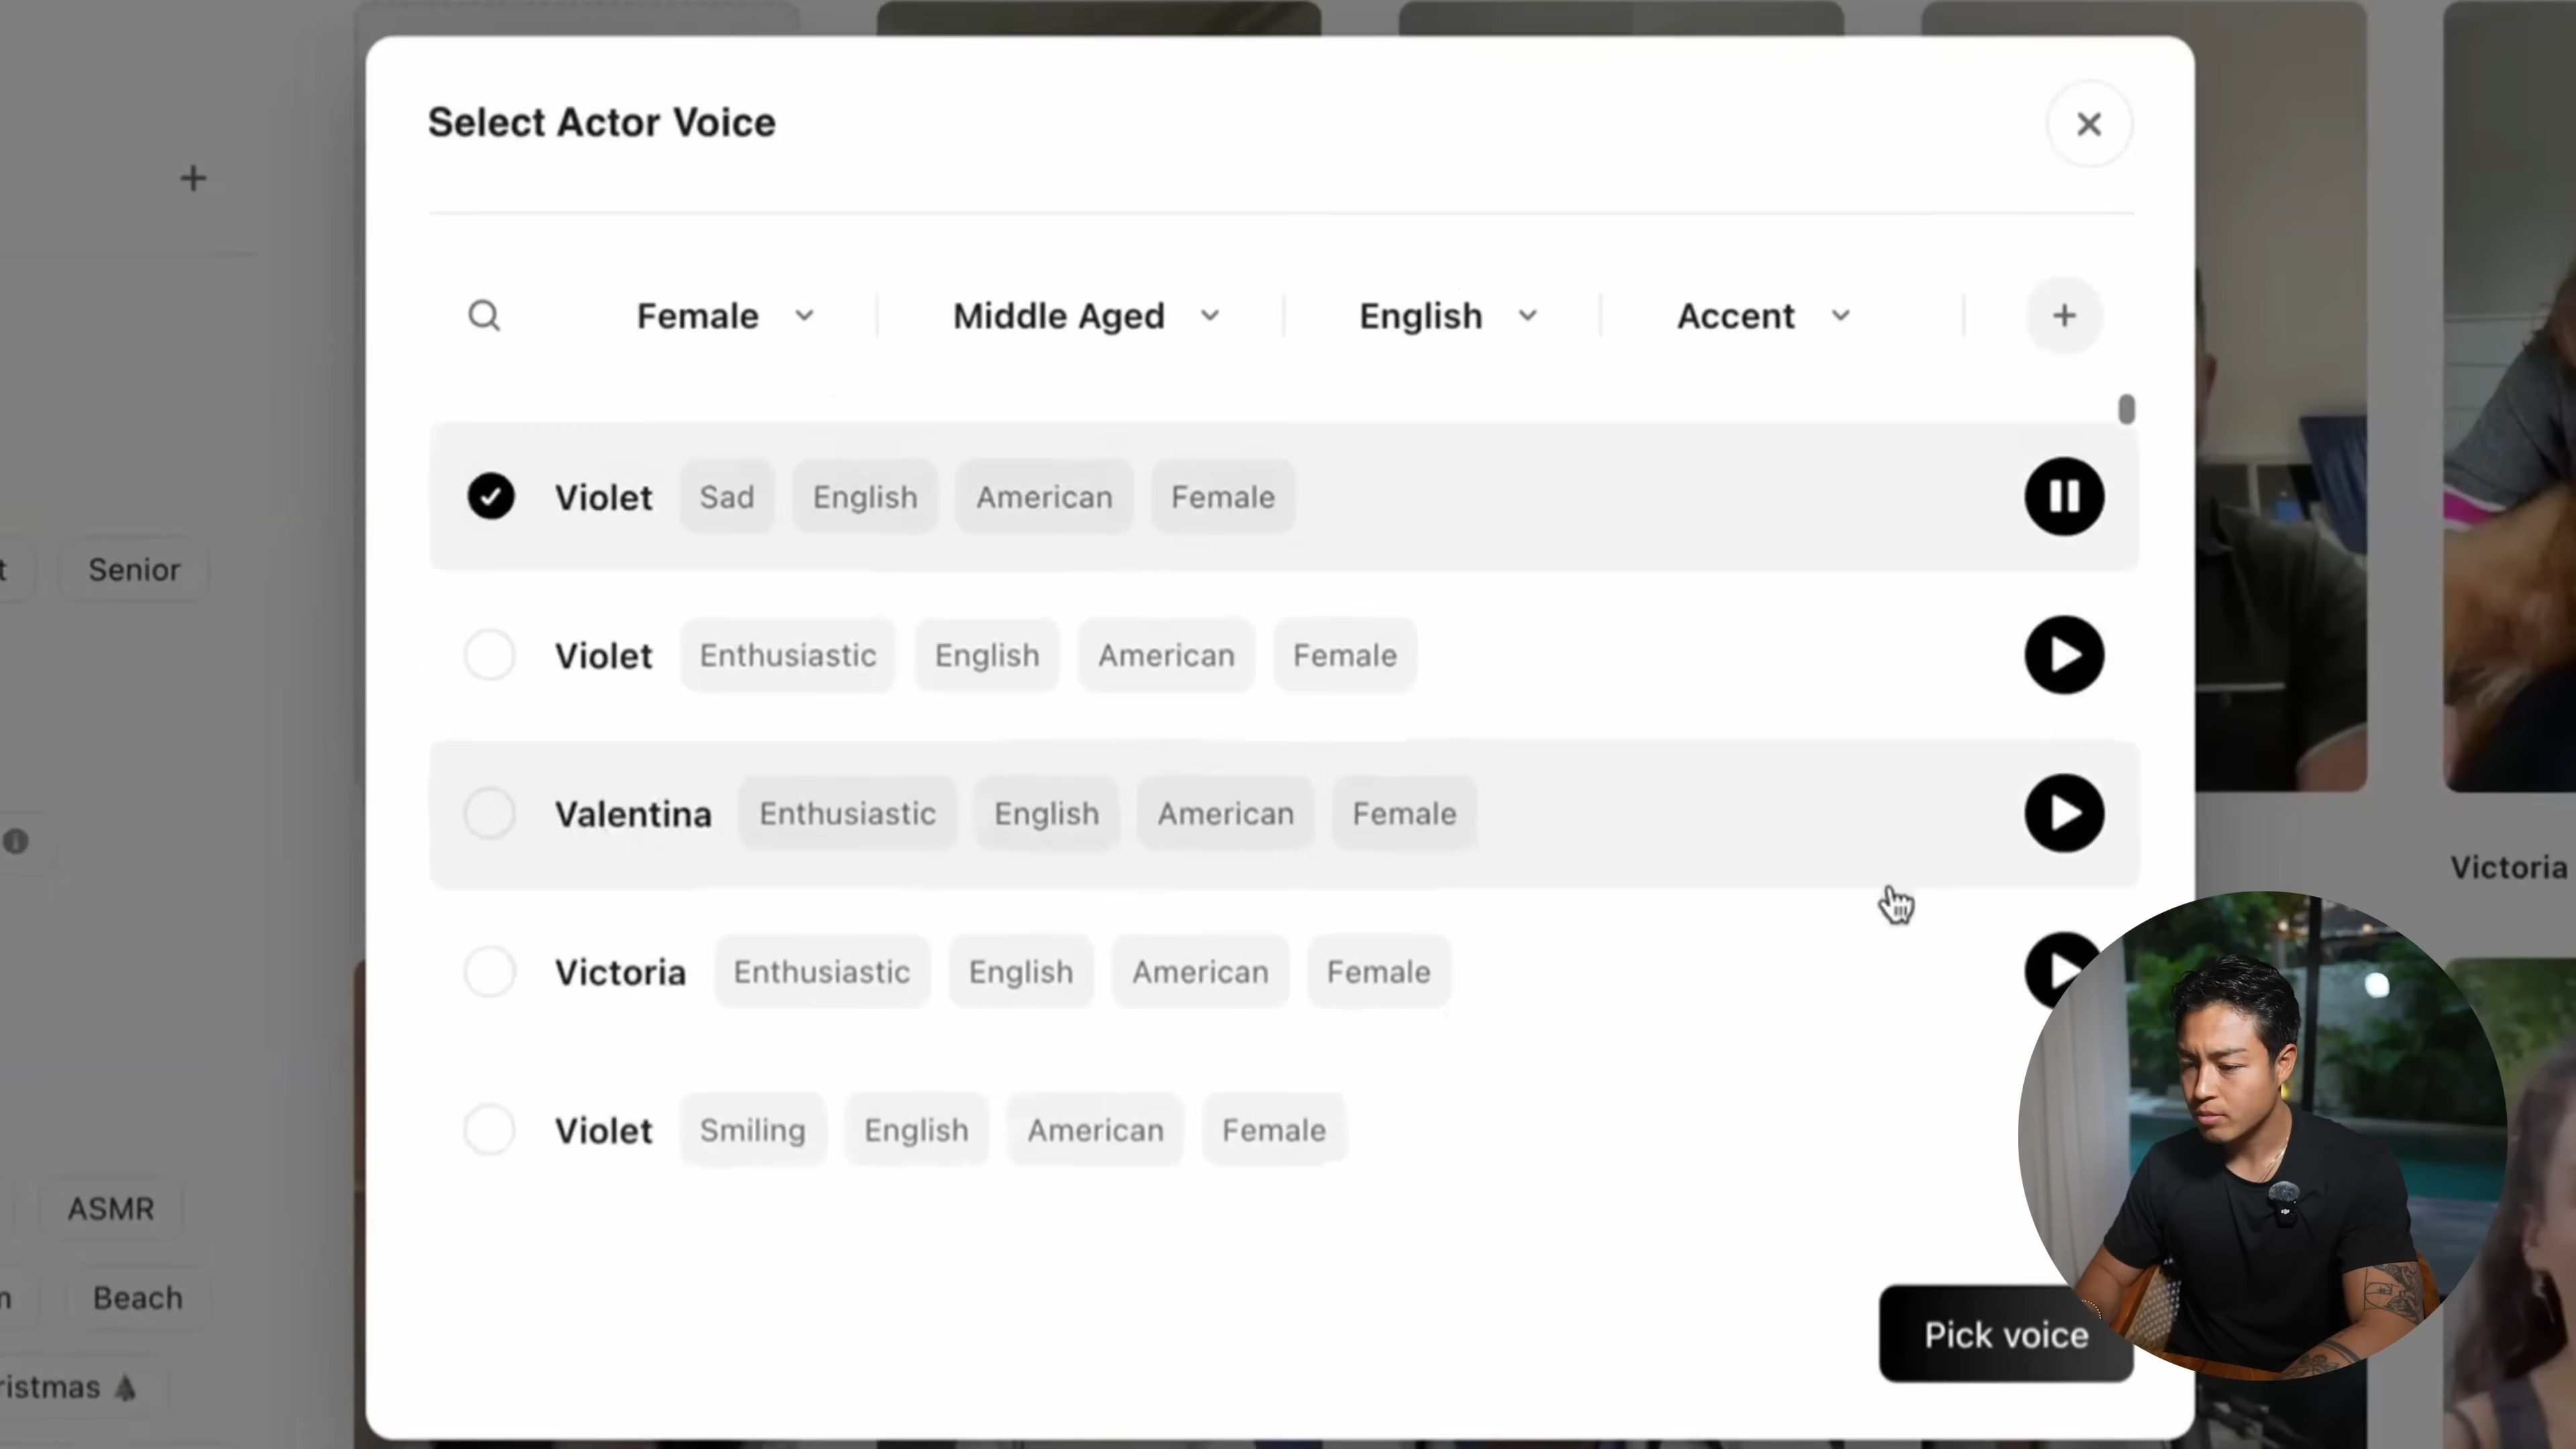 Select Actor Voice
Female
Middle Aged
English
Accent
Violet Sad English American Female
Violet Enthusiastic English American Female
Valentina Enthusiastic English American Female
Victoria Enthusiastic English American Female
Violet Smiling English American Female
Pick voice
Senior
ASMR
Beach
ristmas
Victoria